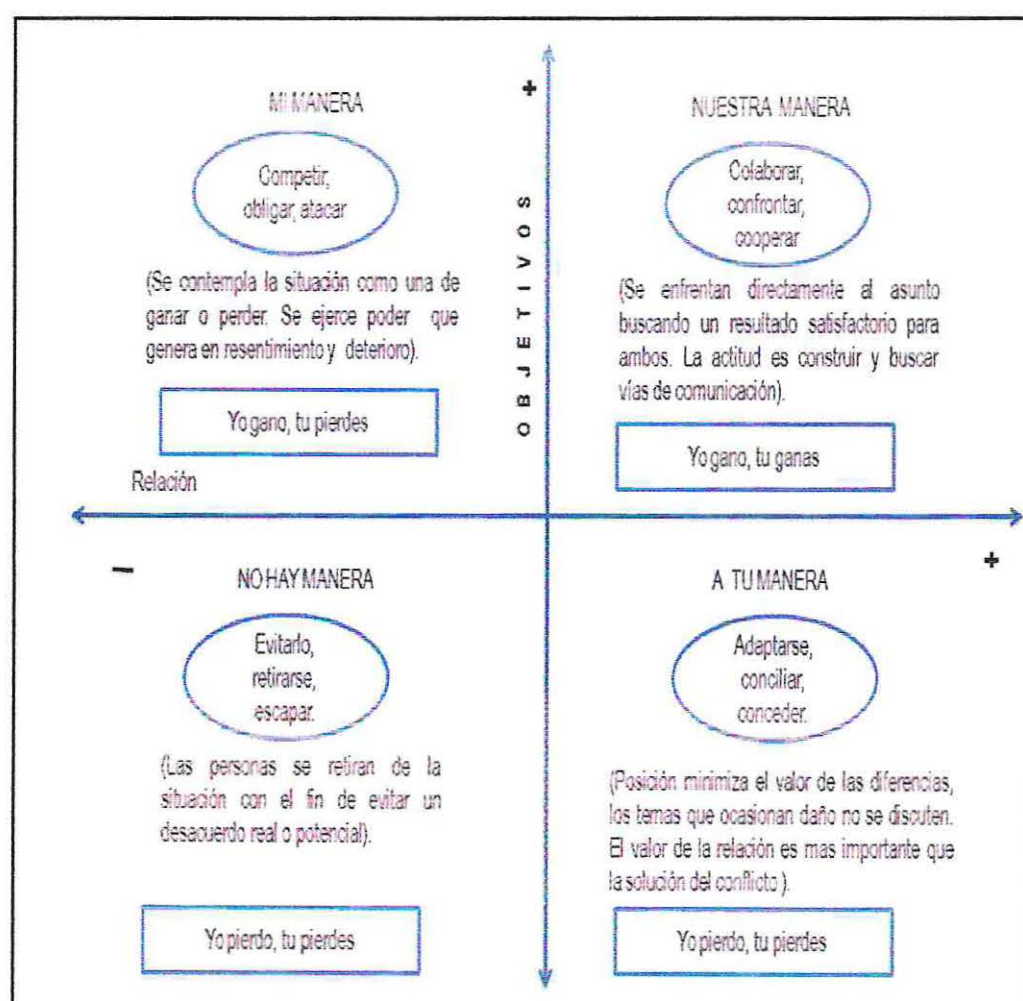 MI MANERA
Competir,
obligar, atacar
(Se contempla la situación como una de
ganar o perder. Se ejerce poder que
genera en resentimiento y deterioro).
Yo gano, tu pierdes
+
OBJETIVOS
NUESTRA MANERA
Colaborar,
confrontar,
cooperar
(Se enfrentan directamente al asunto
buscando un resultado satisfactorio para
ambos. La actitud es construir y buscar
vías de comunicación).
Yo gano, tu ganas
Relación
–
+
NO HAY MANERA
Evitarlo,
retirarse,
escapar.
(Las personas se retiran de la
situación con el fin de evitar un
desacuerdo real o potencial).
Yo pierdo, tu pierdes
A TU MANERA
Adaptarse,
conciliar,
conceder.
(Posición minimiza el valor de las diferencias,
los temas que ocasionan daño no se discuten.
El valor de la relación es mas importante que
la solución del conflicto ).
Yo pierdo, tu pierdes